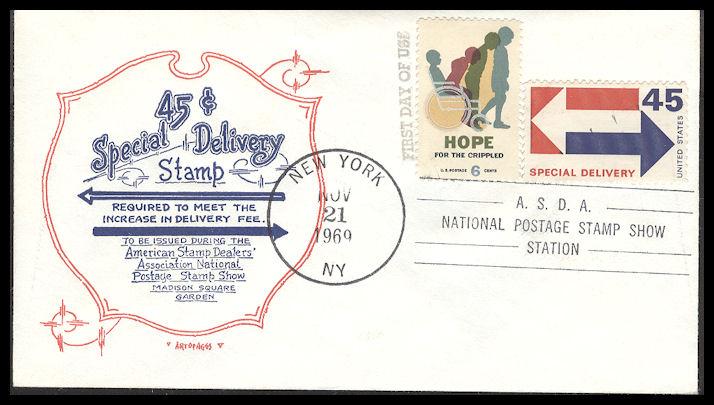 45 ¢
Special Delivery
Stamp
REQUIRED TO MEET THE
INCREASE IN DELIVERY FEE.
TO BE ISSUED DURING THE
American Stamp Dealers'
Association National
Postage Stamp Show
MADISON SQUARE
GARDEN
ARTOPAGES
NEW YORK
NOV
21
1969
NY
FIRST DAY OF USE
HOPE
FOR THE CRIPPLED
U.S. POSTAGE 6 CENTS
45
UNITED STATES
SPECIAL DELIVERY
A. S. D. A.
NATIONAL POSTAGE STAMP SHOW
STATION